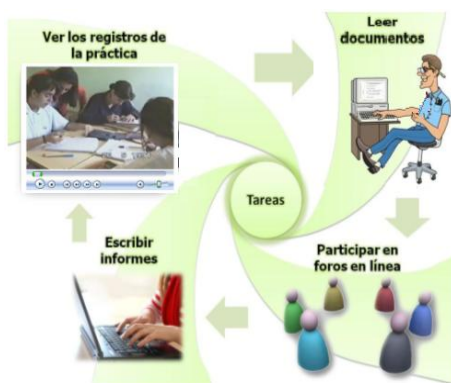 Ver los registros de
la práctica
Leer
documentos
Tareas
Participar en
foros en línea
Escribir
informes